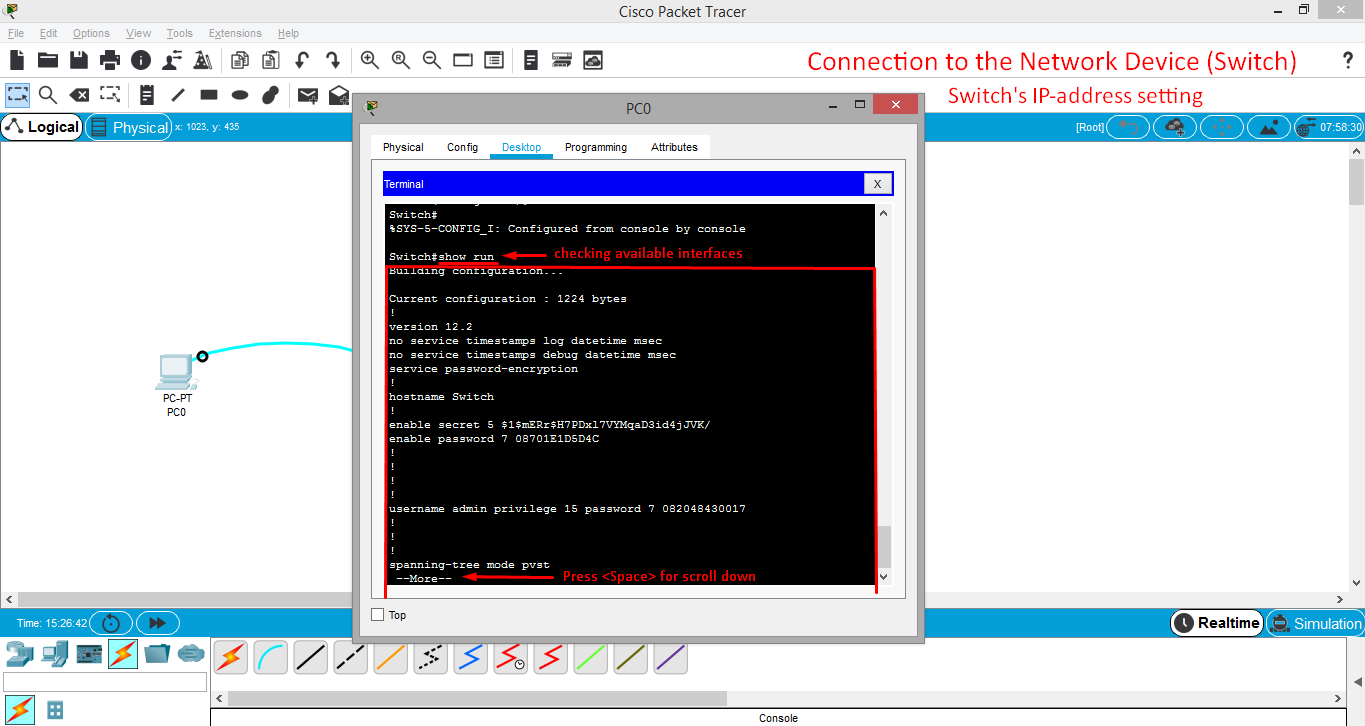 Cisco Packet Tracer
File Edit Options View Tools Extensions Help
Connection to the Network Device (Switch)
?
Switch's IP-address setting
PC0
Logical
Physical
x: 1023, y: 435
[Root]
07:58:30
Physical Config Desktop Programming Attributes
Terminal
X
Switch#
%SYS-5-CONFIG_I: Configured from console by console
Switch#show run
checking available interfaces
Building configuration...
Current configuration : 1224 bytes
!
version 12.2
no service timestamps log datetime msec
no service timestamps debug datetime msec
service password-encryption
!
hostname Switch
!
enable secret 5 $1$mERr$H7PDxl7VYMqaD3id4jJVK/
enable password 7 08701E1D5D4C
!
!
!
!
username admin privilege 15 password 7 082048430017
!
!
!
spanning-tree mode pvst
--More--
Press <Space> for scroll down
PC-PT
PC0
Top
Time: 15:26:42
Realtime
Simulation
Console